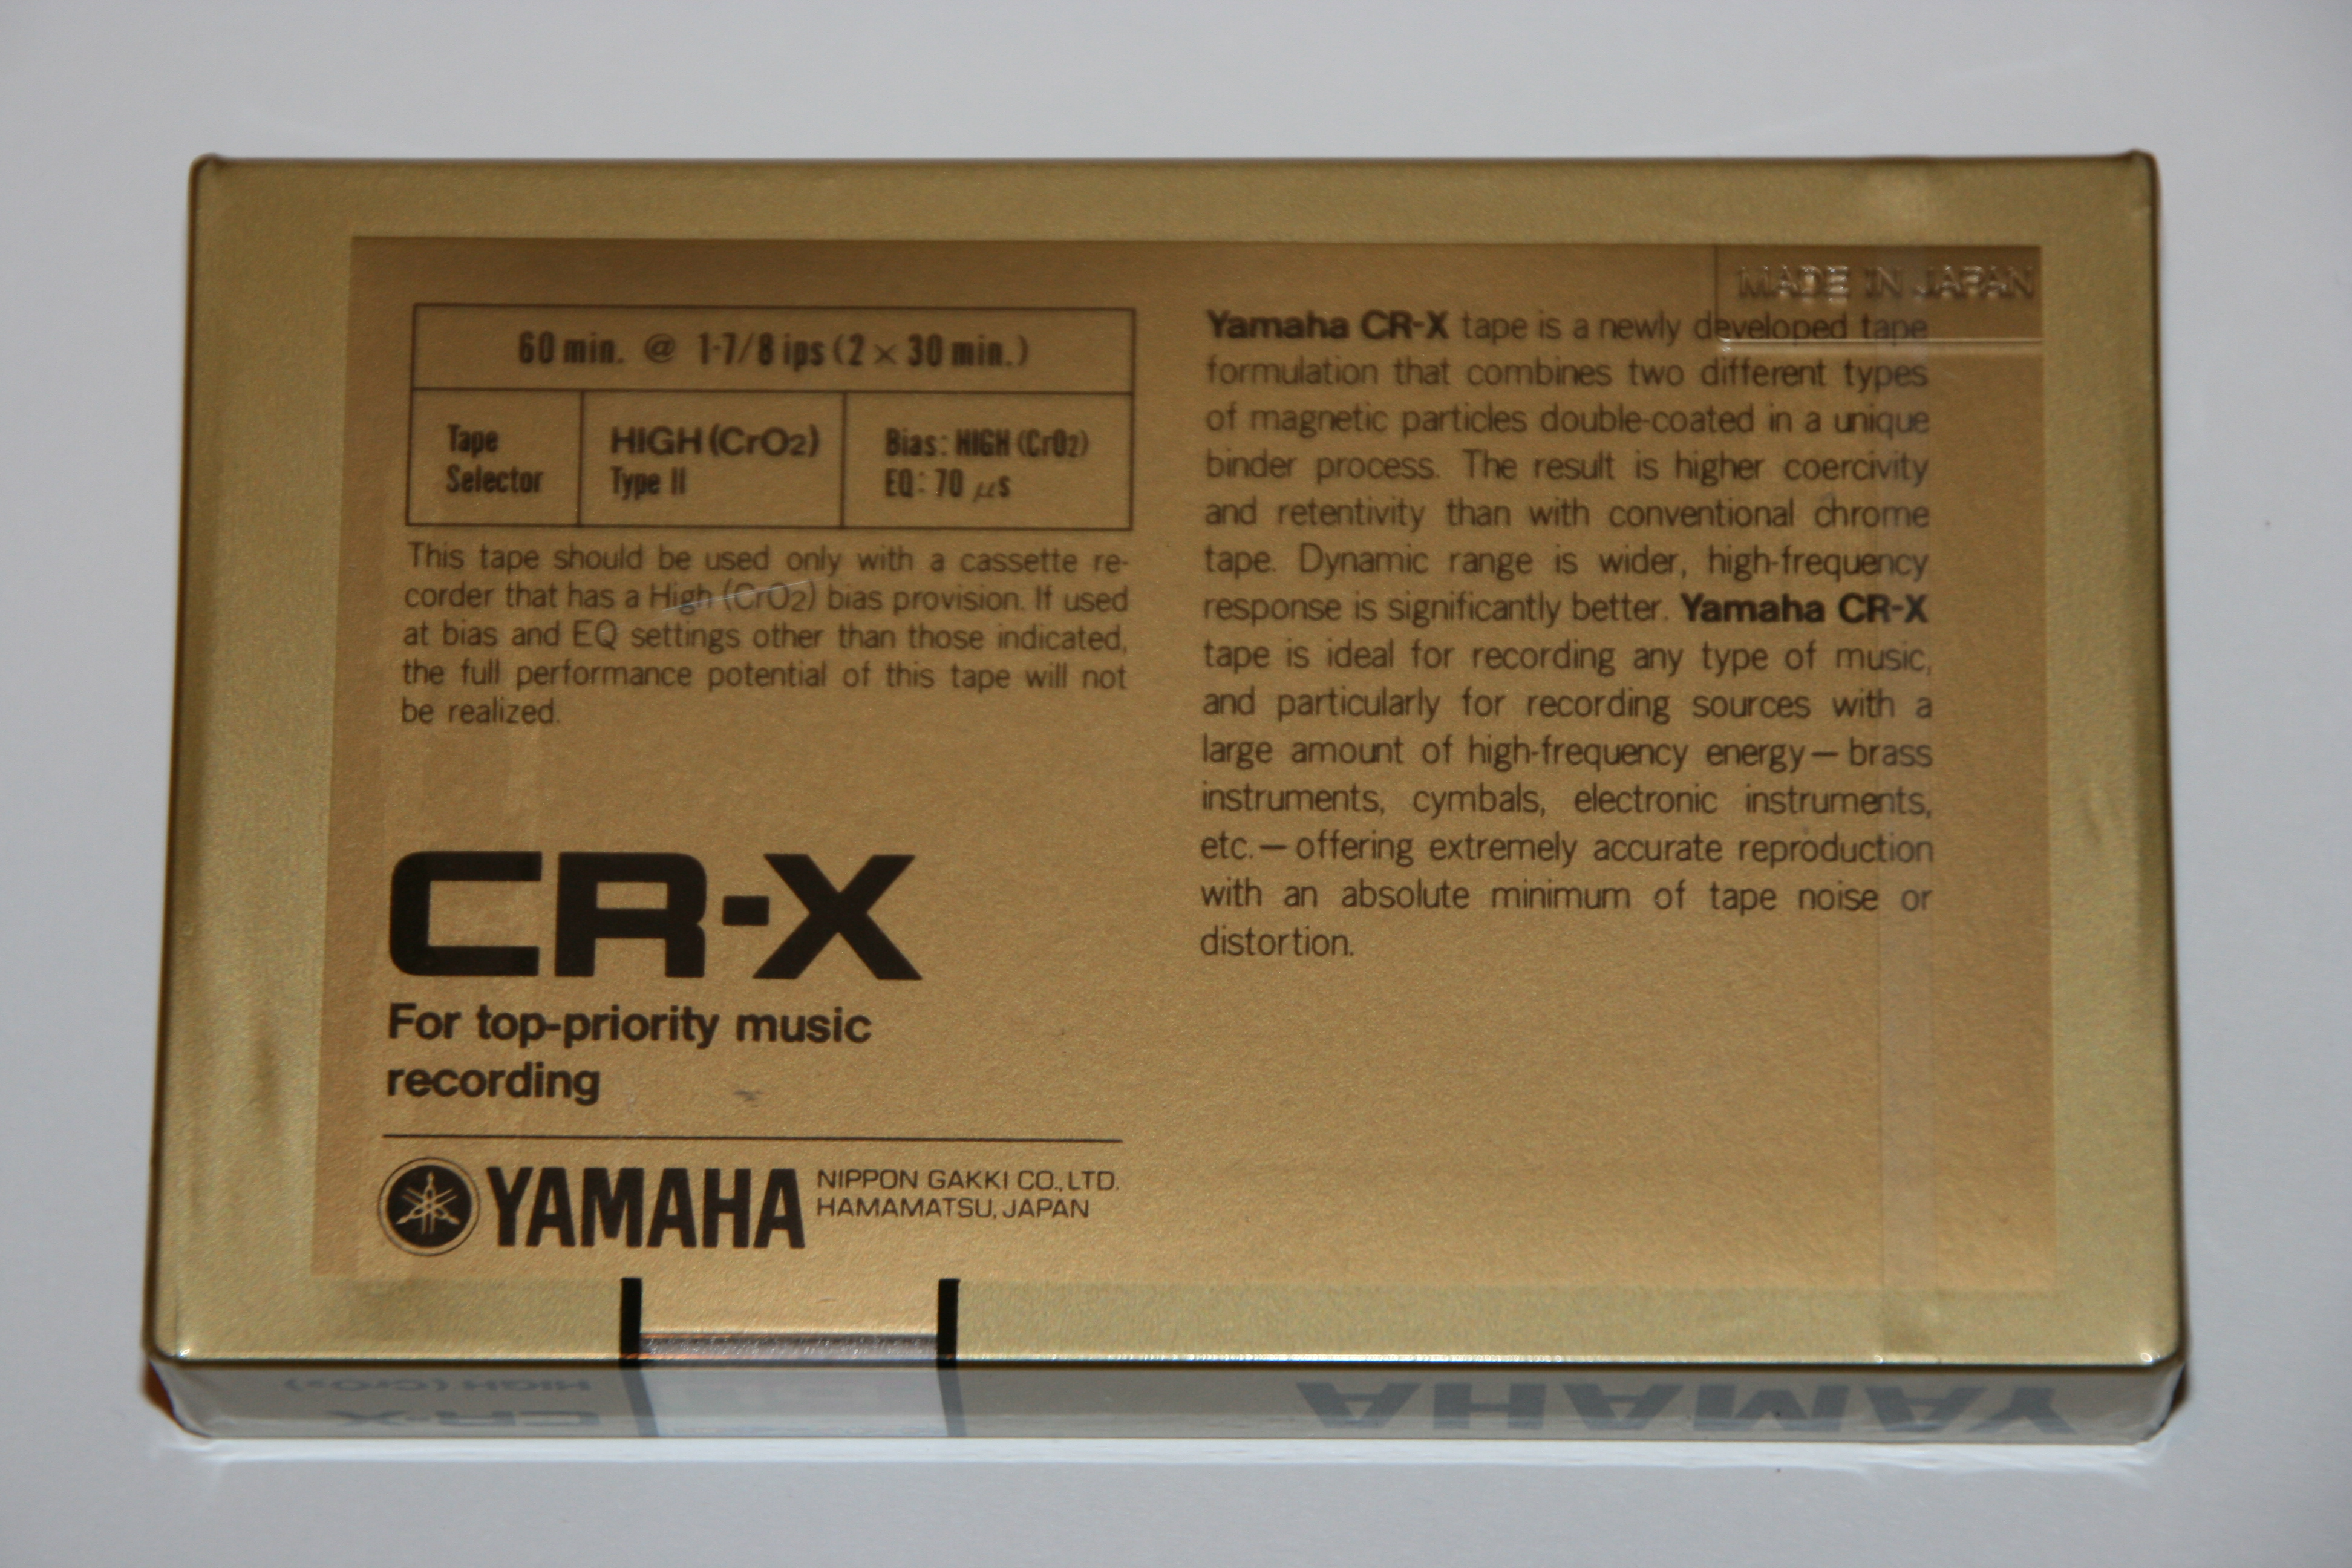 60 min. @ 1-7/8 ips (2 × 30 min.)
Tape
Selector
HIGH (CrO2)
Type II
Bias: HIGH (CrO2)
EQ: 70 μs
This tape should be used only with a cassette re-
corder that has a High (CrO2) bias provision. If used
at bias and EQ settings other than those indicated,
the full performance potential of this tape will not
be realized.
CR-X
For top-priority music
recording
YAMAHA
NIPPON GAKKI CO., LTD.
HAMAMATSU, JAPAN
MADE IN JAPAN
Yamaha CR-X tape is a newly developed tape
formulation that combines two different types
of magnetic particles double-coated in a unique
binder process. The result is higher coercivity
and retentivity than with conventional chrome
tape. Dynamic range is wider, high-frequency
response is significantly better. Yamaha CR-X
tape is ideal for recording any type of music,
and particularly for recording sources with a
large amount of high-frequency energy — brass
instruments, cymbals, electronic instruments,
etc. — offering extremely accurate reproduction
with an absolute minimum of tape noise or
distortion.
YAMAHA
CR-X
HIGH (CrO2)